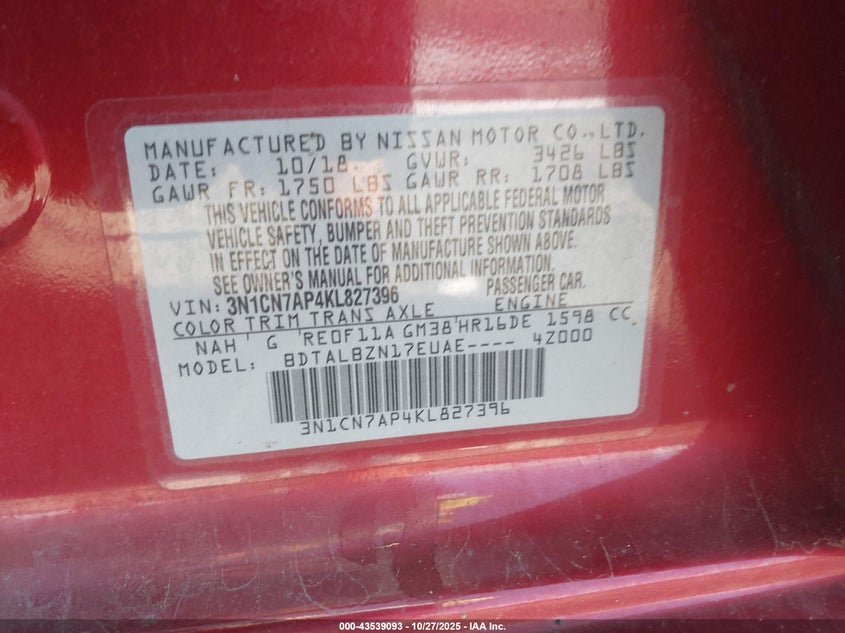 MANUFACTURED BY NISSAN MOTOR CO.,LTD.
DATE: 10/18 GVWR: 3426 LBS
GAWR FR: 1750 LBS GAWR RR: 1708 LBS
THIS VEHICLE CONFORMS TO ALL APPLICABLE FEDERAL MOTOR
VEHICLE SAFETY, BUMPER AND THEFT PREVENTION STANDARDS
IN EFFECT ON THE DATE OF MANUFACTURE SHOWN ABOVE.
SEE OWNER'S MANUAL FOR ADDITIONAL INFORMATION.
VIN: 3N1CN7AP4KL827396 PASSENGER CAR.
COLOR TRIM TRANS AXLE ENGINE
NAH G RE0F11A GM38 HR16DE 1598 CC
MODEL: BDTALBZN17EUAE---- 4Z000
3N1CN7AP4KL827396
000-43539093 - 10/27/2025 - IAA Inc.